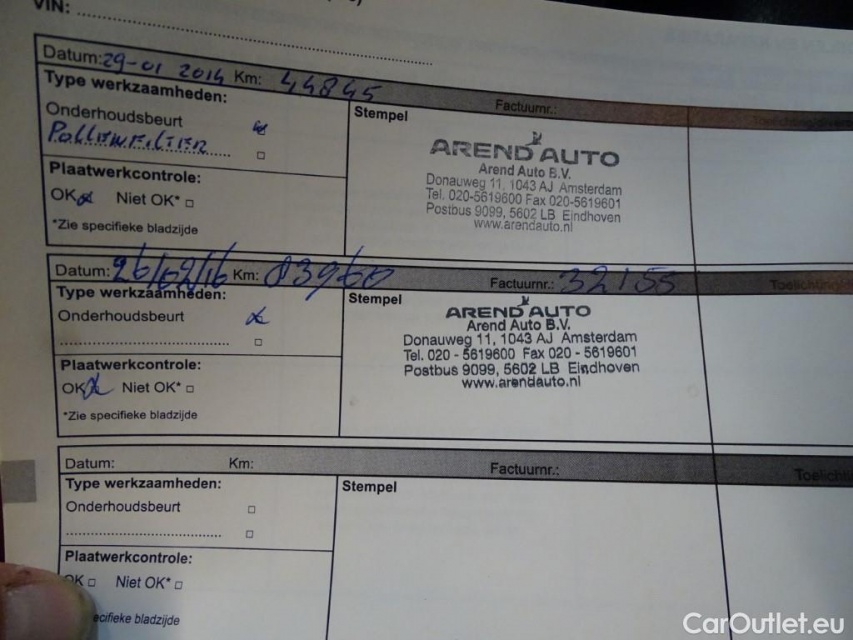 VIN:
Datum: 29-01 2014 Km: 44845 Factuurnr.:
Type werkzaamheden:
Onderhoudsbeurt
Pollenfilter
Plaatwerkcontrole:
OK Niet OK*
*Zie specifieke bladzijde
Stempel
AREND AUTO
Arend Auto B.V.
Donauweg 11, 1043 AJ Amsterdam
Tel. 020-5619600 Fax 020-5619601
Postbus 9099, 5602 LB Eindhoven
www.arendauto.nl
Datum: 26/02/16 Km: 83960 Factuurnr.: 32155
Type werkzaamheden:
Onderhoudsbeurt
Plaatwerkcontrole:
OK Niet OK*
*Zie specifieke bladzijde
Stempel
AREND AUTO
Arend Auto B.V.
Donauweg 11, 1043 AJ Amsterdam
Tel. 020 - 5619600 Fax 020 - 5619601
Postbus 9099, 5602 LB Eindhoven
www.arendauto.nl
Datum: Km: Factuurnr.:
Type werkzaamheden:
Onderhoudsbeurt
Plaatwerkcontrole:
OK Niet OK*
ecifieke bladzijde
Stempel
CarOutlet.eu